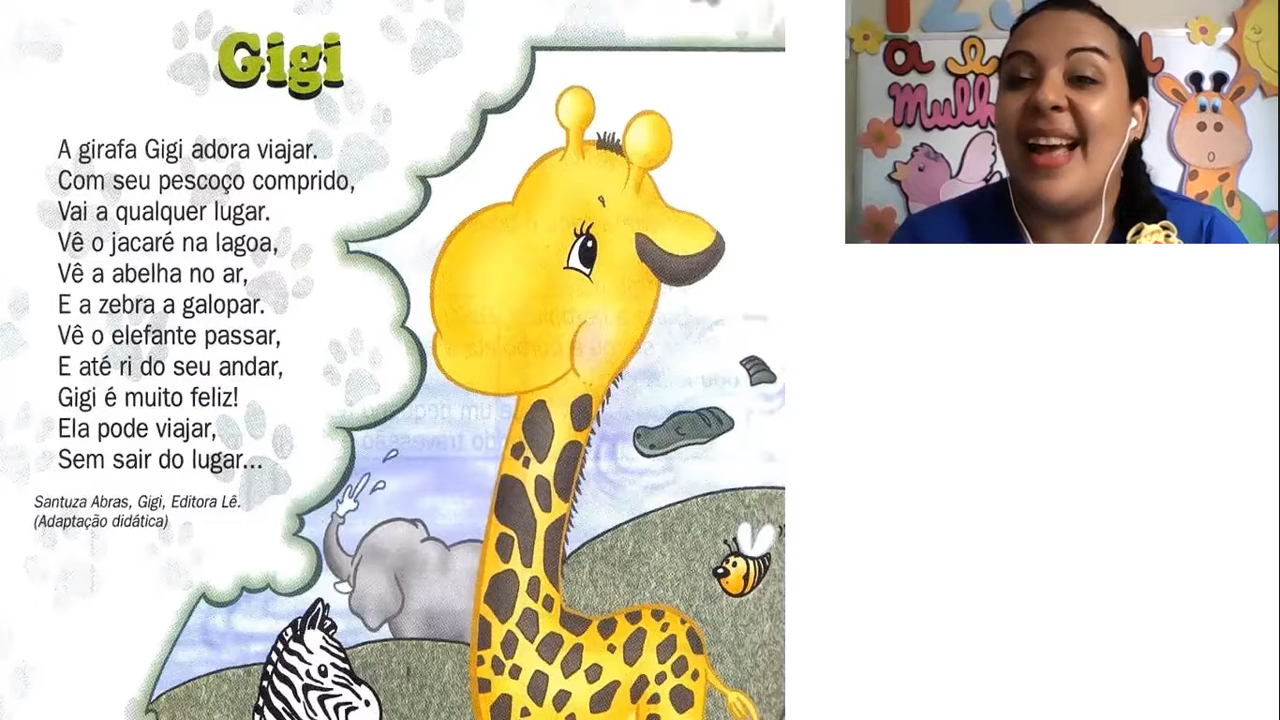 Gigi
A girafa Gigi adora viajar.
Com seu pescoço comprido,
Vai a qualquer lugar.
Vê o jacaré na lagoa,
Vê a abelha no ar,
E a zebra a galopar.
Vê o elefante passar,
E até ri do seu andar,
Gigi é muito feliz!
Ela pode viajar,
Sem sair do lugar...
Santuza Abras, Gigi, Editora Lê.
(Adaptação didática)